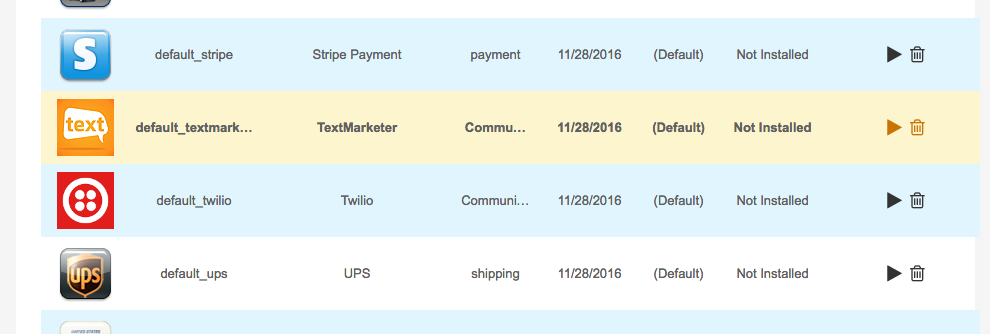 S default_stripe Stripe Payment payment 11/28/2016 (Default) Not Installed
text default_textmark... TextMarketer Commu... 11/28/2016 (Default) Not Installed
default_twilio Twilio Communi... 11/28/2016 (Default) Not Installed
ups default_ups UPS shipping 11/28/2016 (Default) Not Installed
UNITED STATES